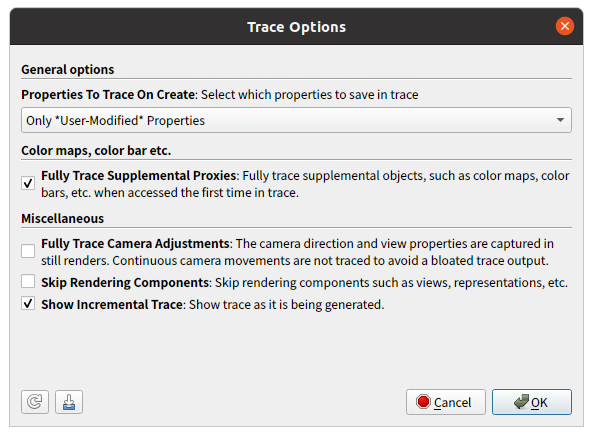 Trace Options
General options
Properties To Trace On Create: Select which properties to save in trace
Only *User-Modified* Properties
Color maps, color bar etc.
Fully Trace Supplemental Proxies: Fully trace supplemental objects, such as color maps, color
bars, etc. when accessed the first time in trace.
Miscellaneous
Fully Trace Camera Adjustments: The camera direction and view properties are captured in
still renders. Continuous camera movements are not traced to avoid a bloated trace output.
Skip Rendering Components: Skip rendering components such as views, representations, etc.
Show Incremental Trace: Show trace as it is being generated.
Cancel
OK